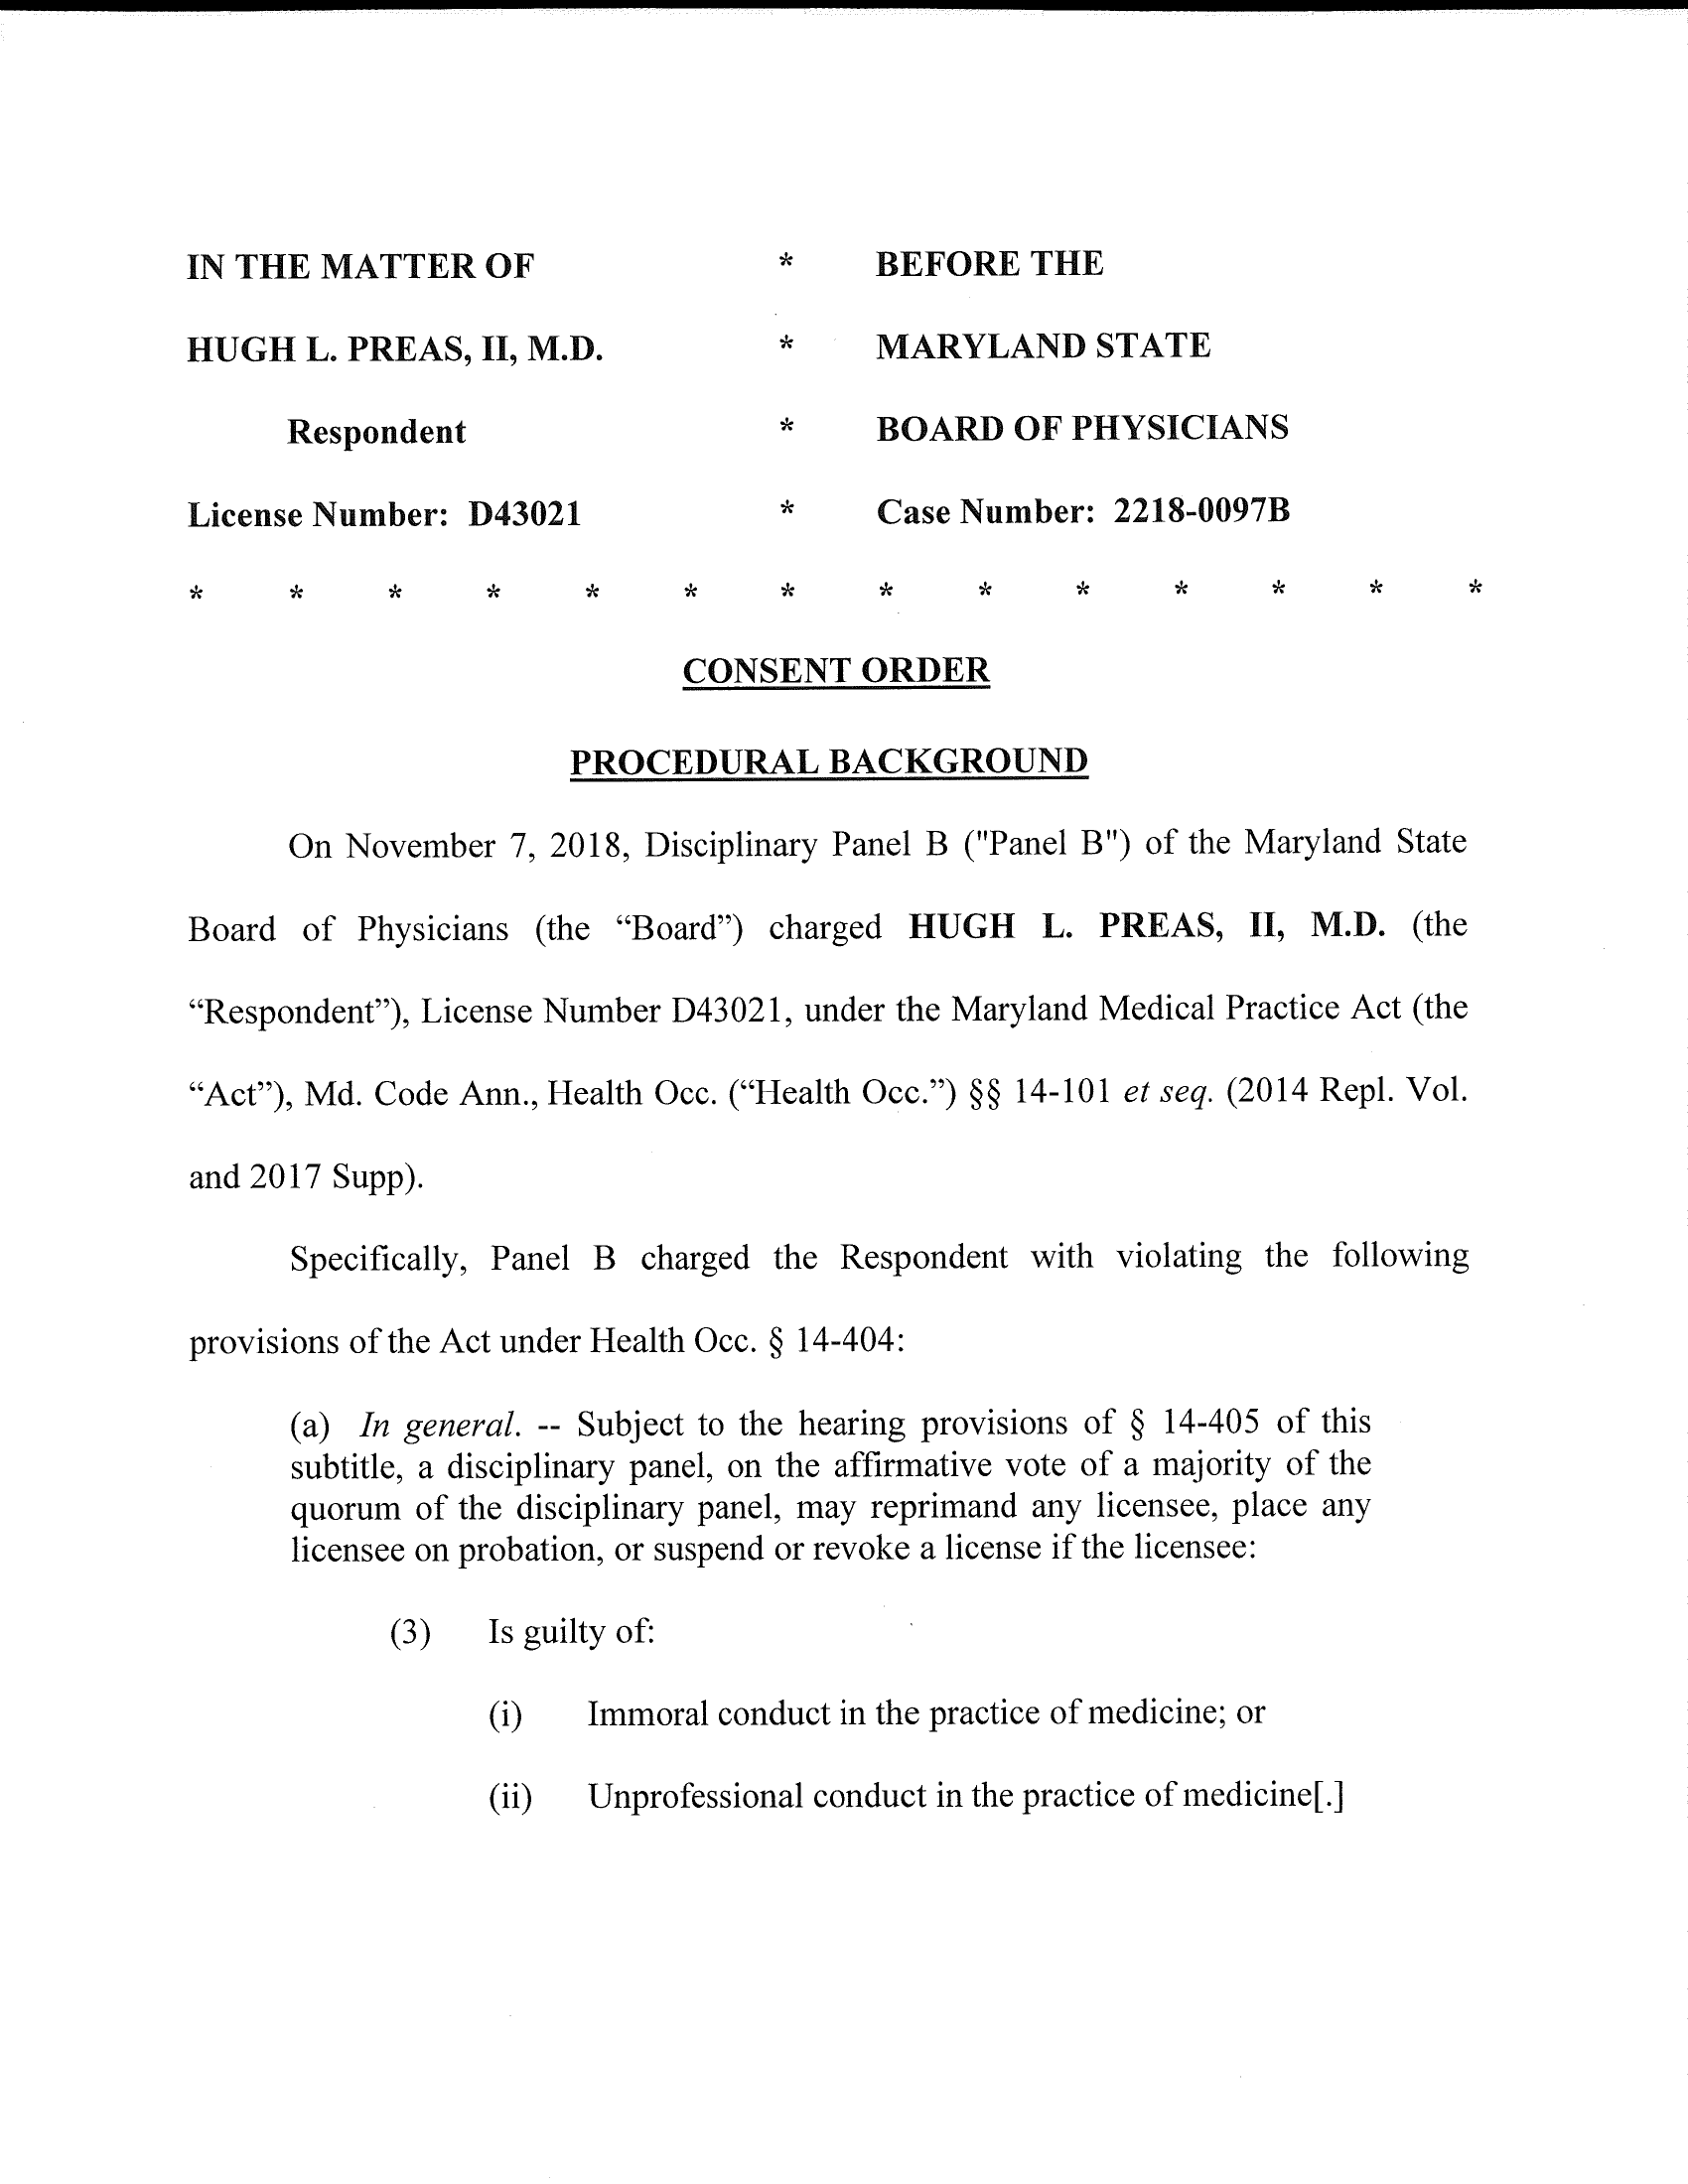 IN THE MATTER OF * BEFORE THE
HUGH L. PREAS, II, M.D. * MARYLAND STATE
Respondent * BOARD OF PHYSICIANS
License Number: D43021 * Case Number: 2218-0097B
* * * * * * * * * * * * * *
CONSENT ORDER
PROCEDURAL BACKGROUND
On November 7, 2018, Disciplinary Panel B ("Panel B") of the Maryland State
Board of Physicians (the “Board”) charged HUGH L. PREAS, II, M.D. (the
“Respondent”), License Number D43021, under the Maryland Medical Practice Act (the
“Act”), Md. Code Ann., Health Occ. (“Health Occ.”) §§ 14-101 et seq. (2014 Repl. Vol.
and 2017 Supp).
Specifically, Panel B charged the Respondent with violating the following
provisions of the Act under Health Occ. § 14-404:
(a) In general. -- Subject to the hearing provisions of § 14-405 of this
subtitle, a disciplinary panel, on the affirmative vote of a majority of the
quorum of the disciplinary panel, may reprimand any licensee, place any
licensee on probation, or suspend or revoke a license if the licensee:
(3) Is guilty of:
(i) Immoral conduct in the practice of medicine; or
(ii) Unprofessional conduct in the practice of medicine[.]